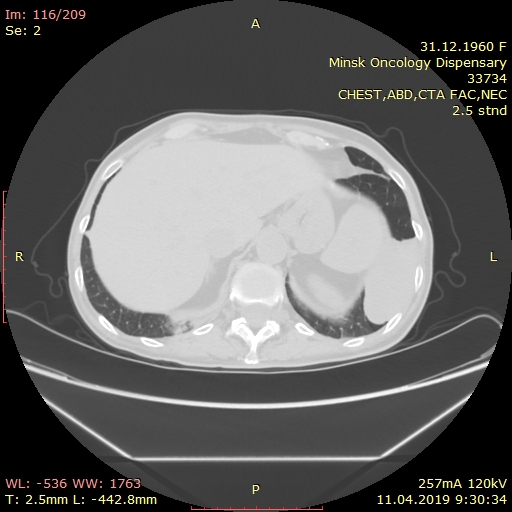 Im: 116/209
Se: 2
A
31.12.1960 F
Minsk Oncology Dispensary
33734
CHEST,ABD,CTA FAC,NEC
2.5 stnd
R
L
WL: -536 WW: 1763
T: 2.5mm L: -442.8mm
P
257mA 120kV
11.04.2019 9:30:34